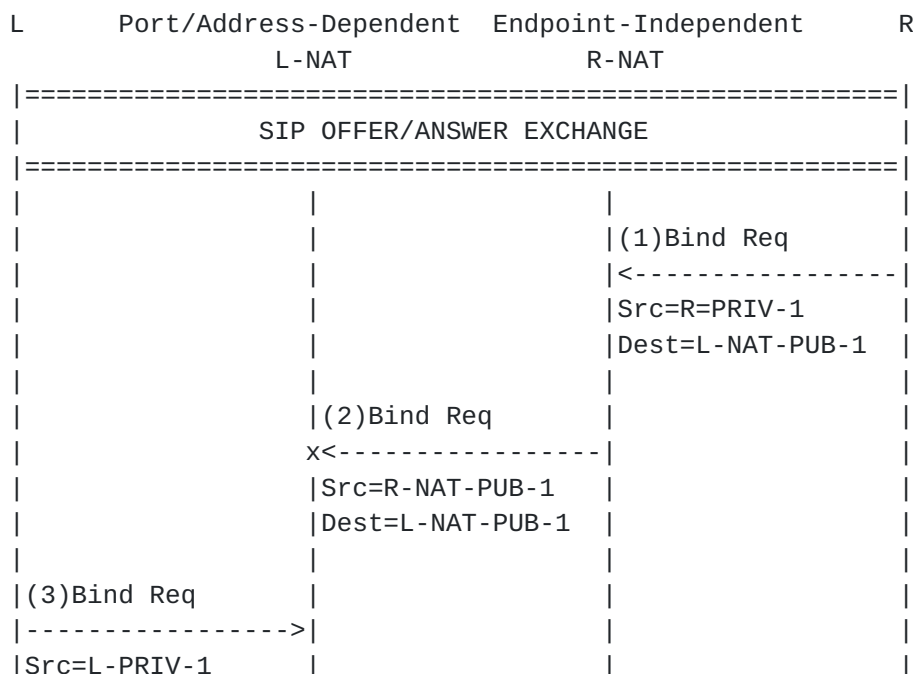 L      Port/Address-Dependent  Endpoint-Independent      R
                 L-NAT               R-NAT
|========================================================|
|               SIP OFFER/ANSWER EXCHANGE                |
|========================================================|
|                   |                  |                  |
|                   |                  |(1)Bind Req       |
|                   |                  |<-----------------|
|                   |                  |Src=R=PRIV-1      |
|                   |                  |Dest=L-NAT-PUB-1  |
|                   |                  |                  |
|                   |(2)Bind Req       |                  |
|                   x<-----------------|                  |
|                   |Src=R-NAT-PUB-1   |                  |
|                   |Dest=L-NAT-PUB-1  |                  |
|                   |                  |                  |
|(3)Bind Req        |                  |                  |
|----------------->|                  |                  |
|Src=L-PRIV-1       |                  |                  |